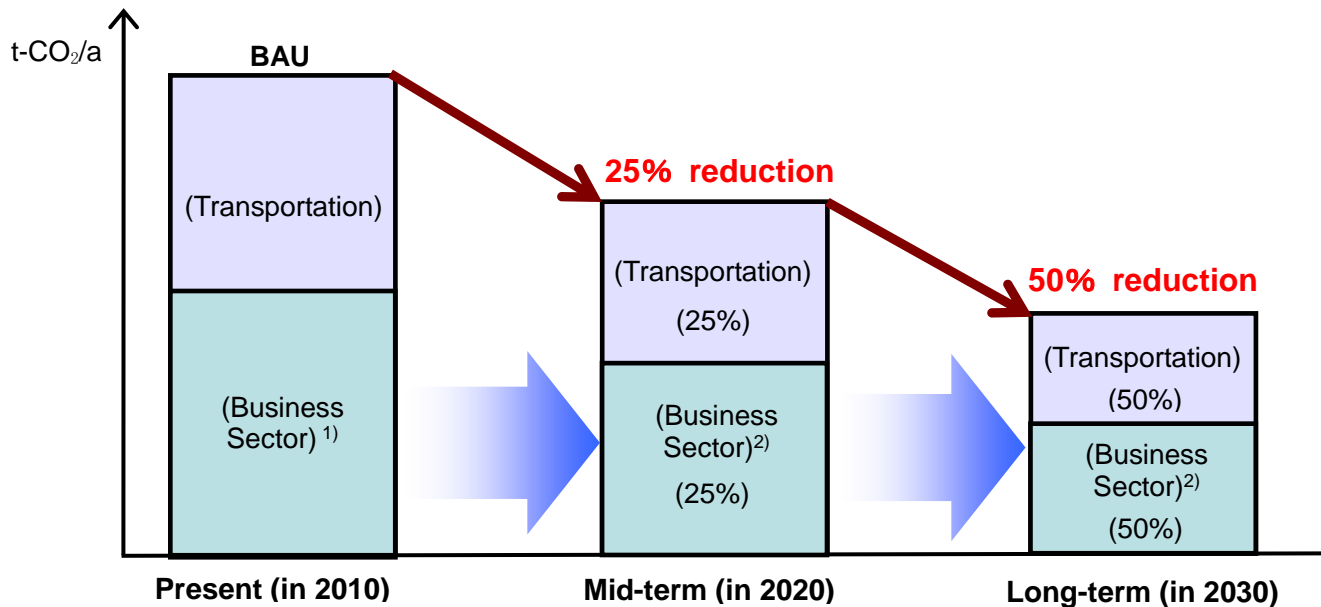 t-CO₂/a
BAU
(Transportation)
(Business
Sector) ¹⁾
25% reduction
(Transportation)
(25%)
(Business
Sector)²⁾
(25%)
50% reduction
(Transportation)
(50%)
(Business
Sector)²⁾
(50%)
Present (in 2010)
Mid-term (in 2020)
Long-term (in 2030)